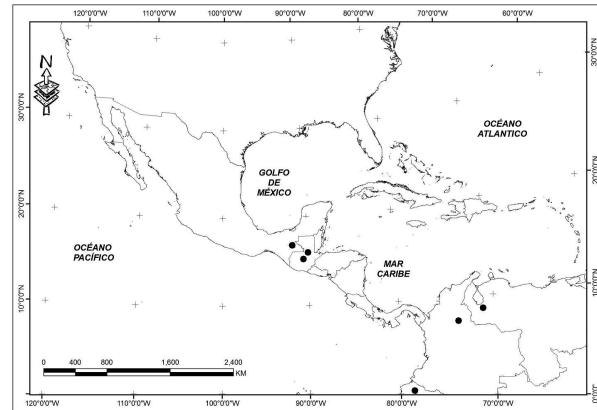 120°0'0"W 110°0'0"W 100°0'0"W 90°0'0"W 80°0'0"W 70°0'0"W 60°0'0"W
N
30°0'0"N 30°0'0"N
OCÉANO
ATLANTICO
GOLFO
DE
MÉXICO
20°0'0"N 20°0'0"N
OCÉANO
PACÍFICO
MAR
CARIBE
10°0'0"N 10°0'0"N
0 400 800 1,600 2,400
KM
0°0'0"
120°0'0"W 110°0'0"W 100°0'0"W 90°0'0"W 80°0'0"W 70°0'0"W